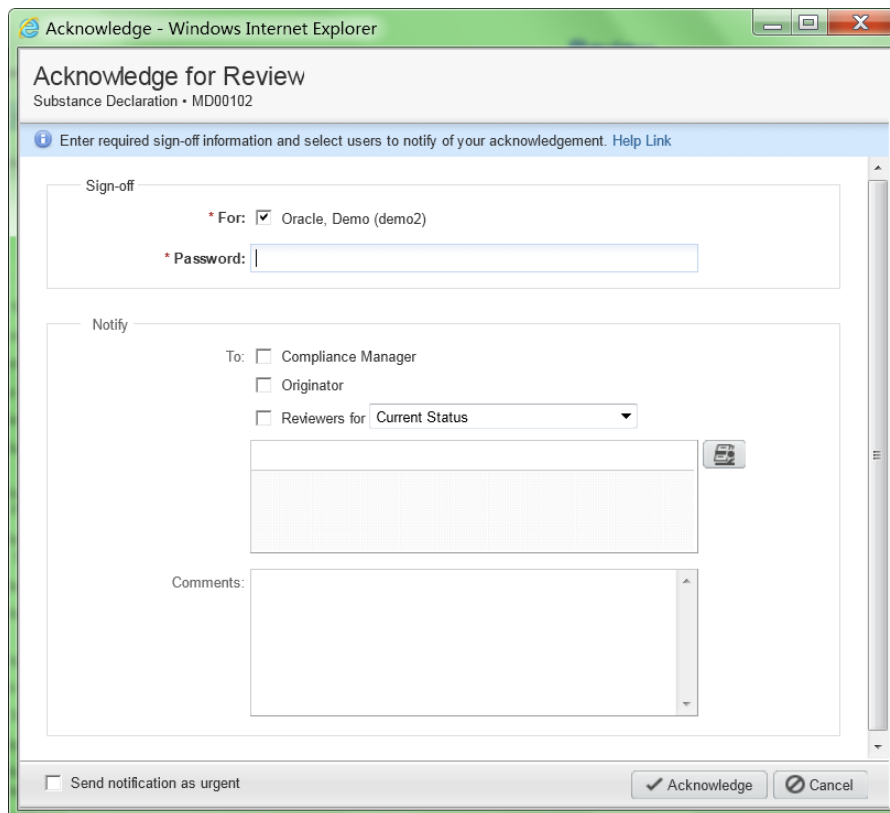 Acknowledge - Windows Internet Explorer
Acknowledge for Review
Substance Declaration • MD00102
Enter required sign-off information and select users to notify of your acknowledgement. Help Link
Sign-off
* For: Oracle, Demo (demo2)
* Password:
Notify
To: Compliance Manager
Originator
Reviewers for Current Status
Comments:
Send notification as urgent
Acknowledge Cancel